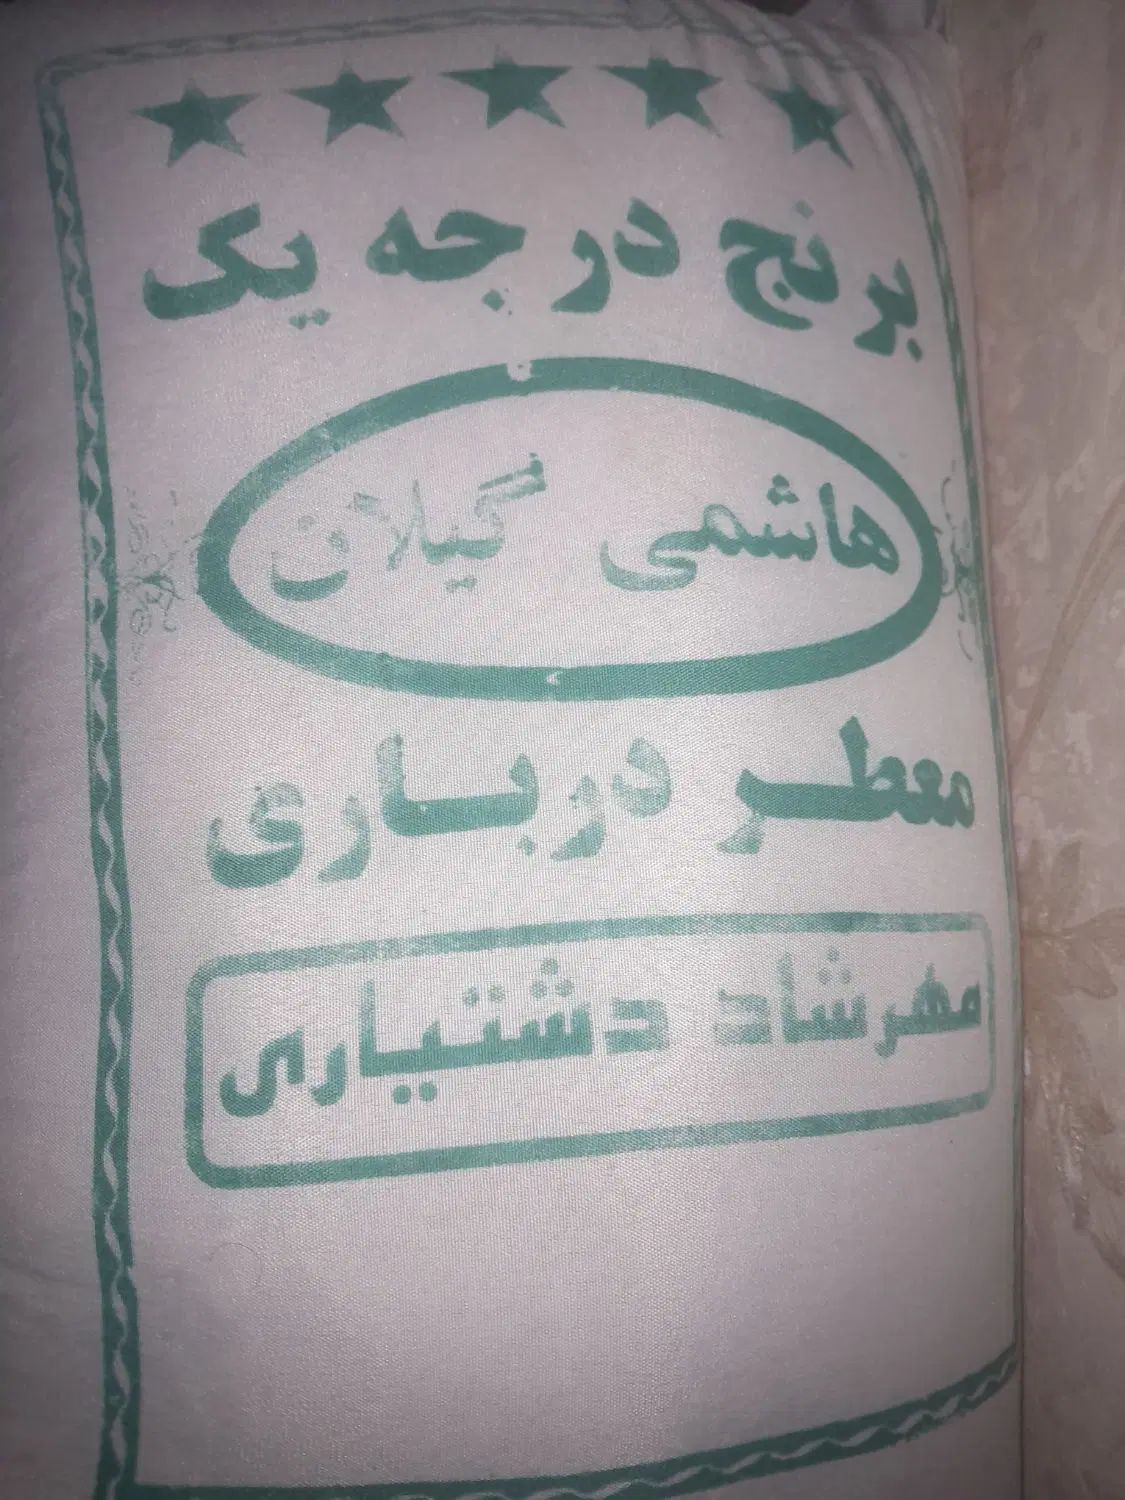 برنج درجه یک
هاشمی گیلان
معطر درباری
مهرشاد دشتیاری